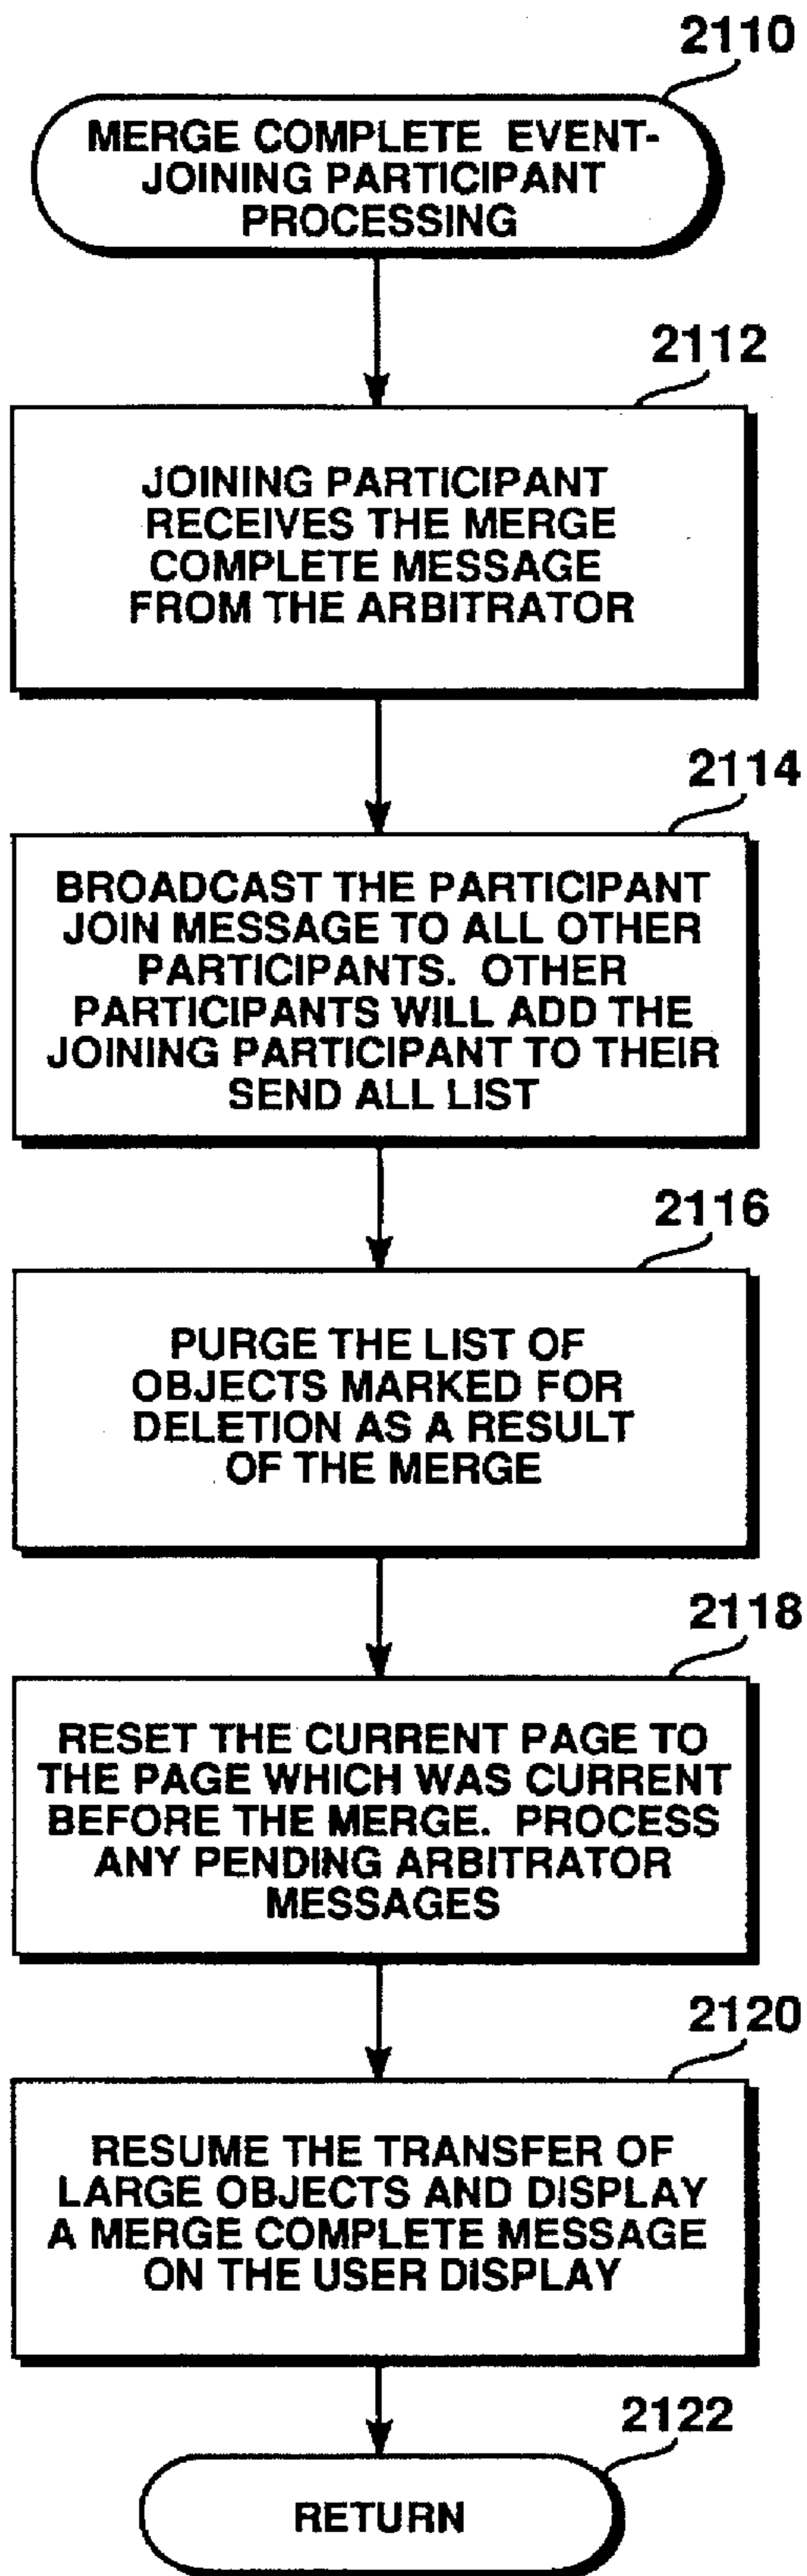 2110
MERGE COMPLETE EVENT-
JOINING PARTICIPANT
PROCESSING
2112
JOINING PARTICIPANT
RECEIVES THE MERGE
COMPLETE MESSAGE
FROM THE ARBITRATOR
2114
BROADCAST THE PARTICIPANT
JOIN MESSAGE TO ALL OTHER
PARTICIPANTS. OTHER
PARTICIPANTS WILL ADD THE
JOINING PARTICIPANT TO THEIR
SEND ALL LIST
2116
PURGE THE LIST OF
OBJECTS MARKED FOR
DELETION AS A RESULT
OF THE MERGE
2118
RESET THE CURRENT PAGE TO
THE PAGE WHICH WAS CURRENT
BEFORE THE MERGE. PROCESS
ANY PENDING ARBITRATOR
MESSAGES
2120
RESUME THE TRANSFER OF
LARGE OBJECTS AND DISPLAY
A MERGE COMPLETE MESSAGE
ON THE USER DISPLAY
2122
RETURN